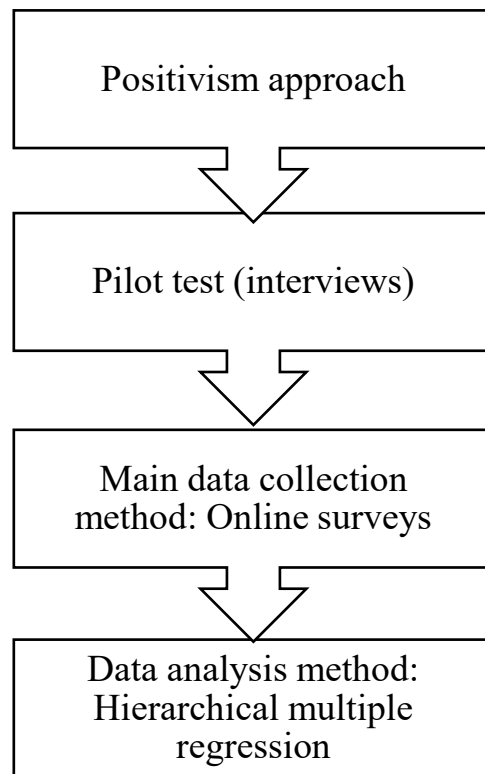 Positivism approach
Pilot test (interviews)
Main data collection
method: Online surveys
Data analysis method:
Hierarchical multiple
regression